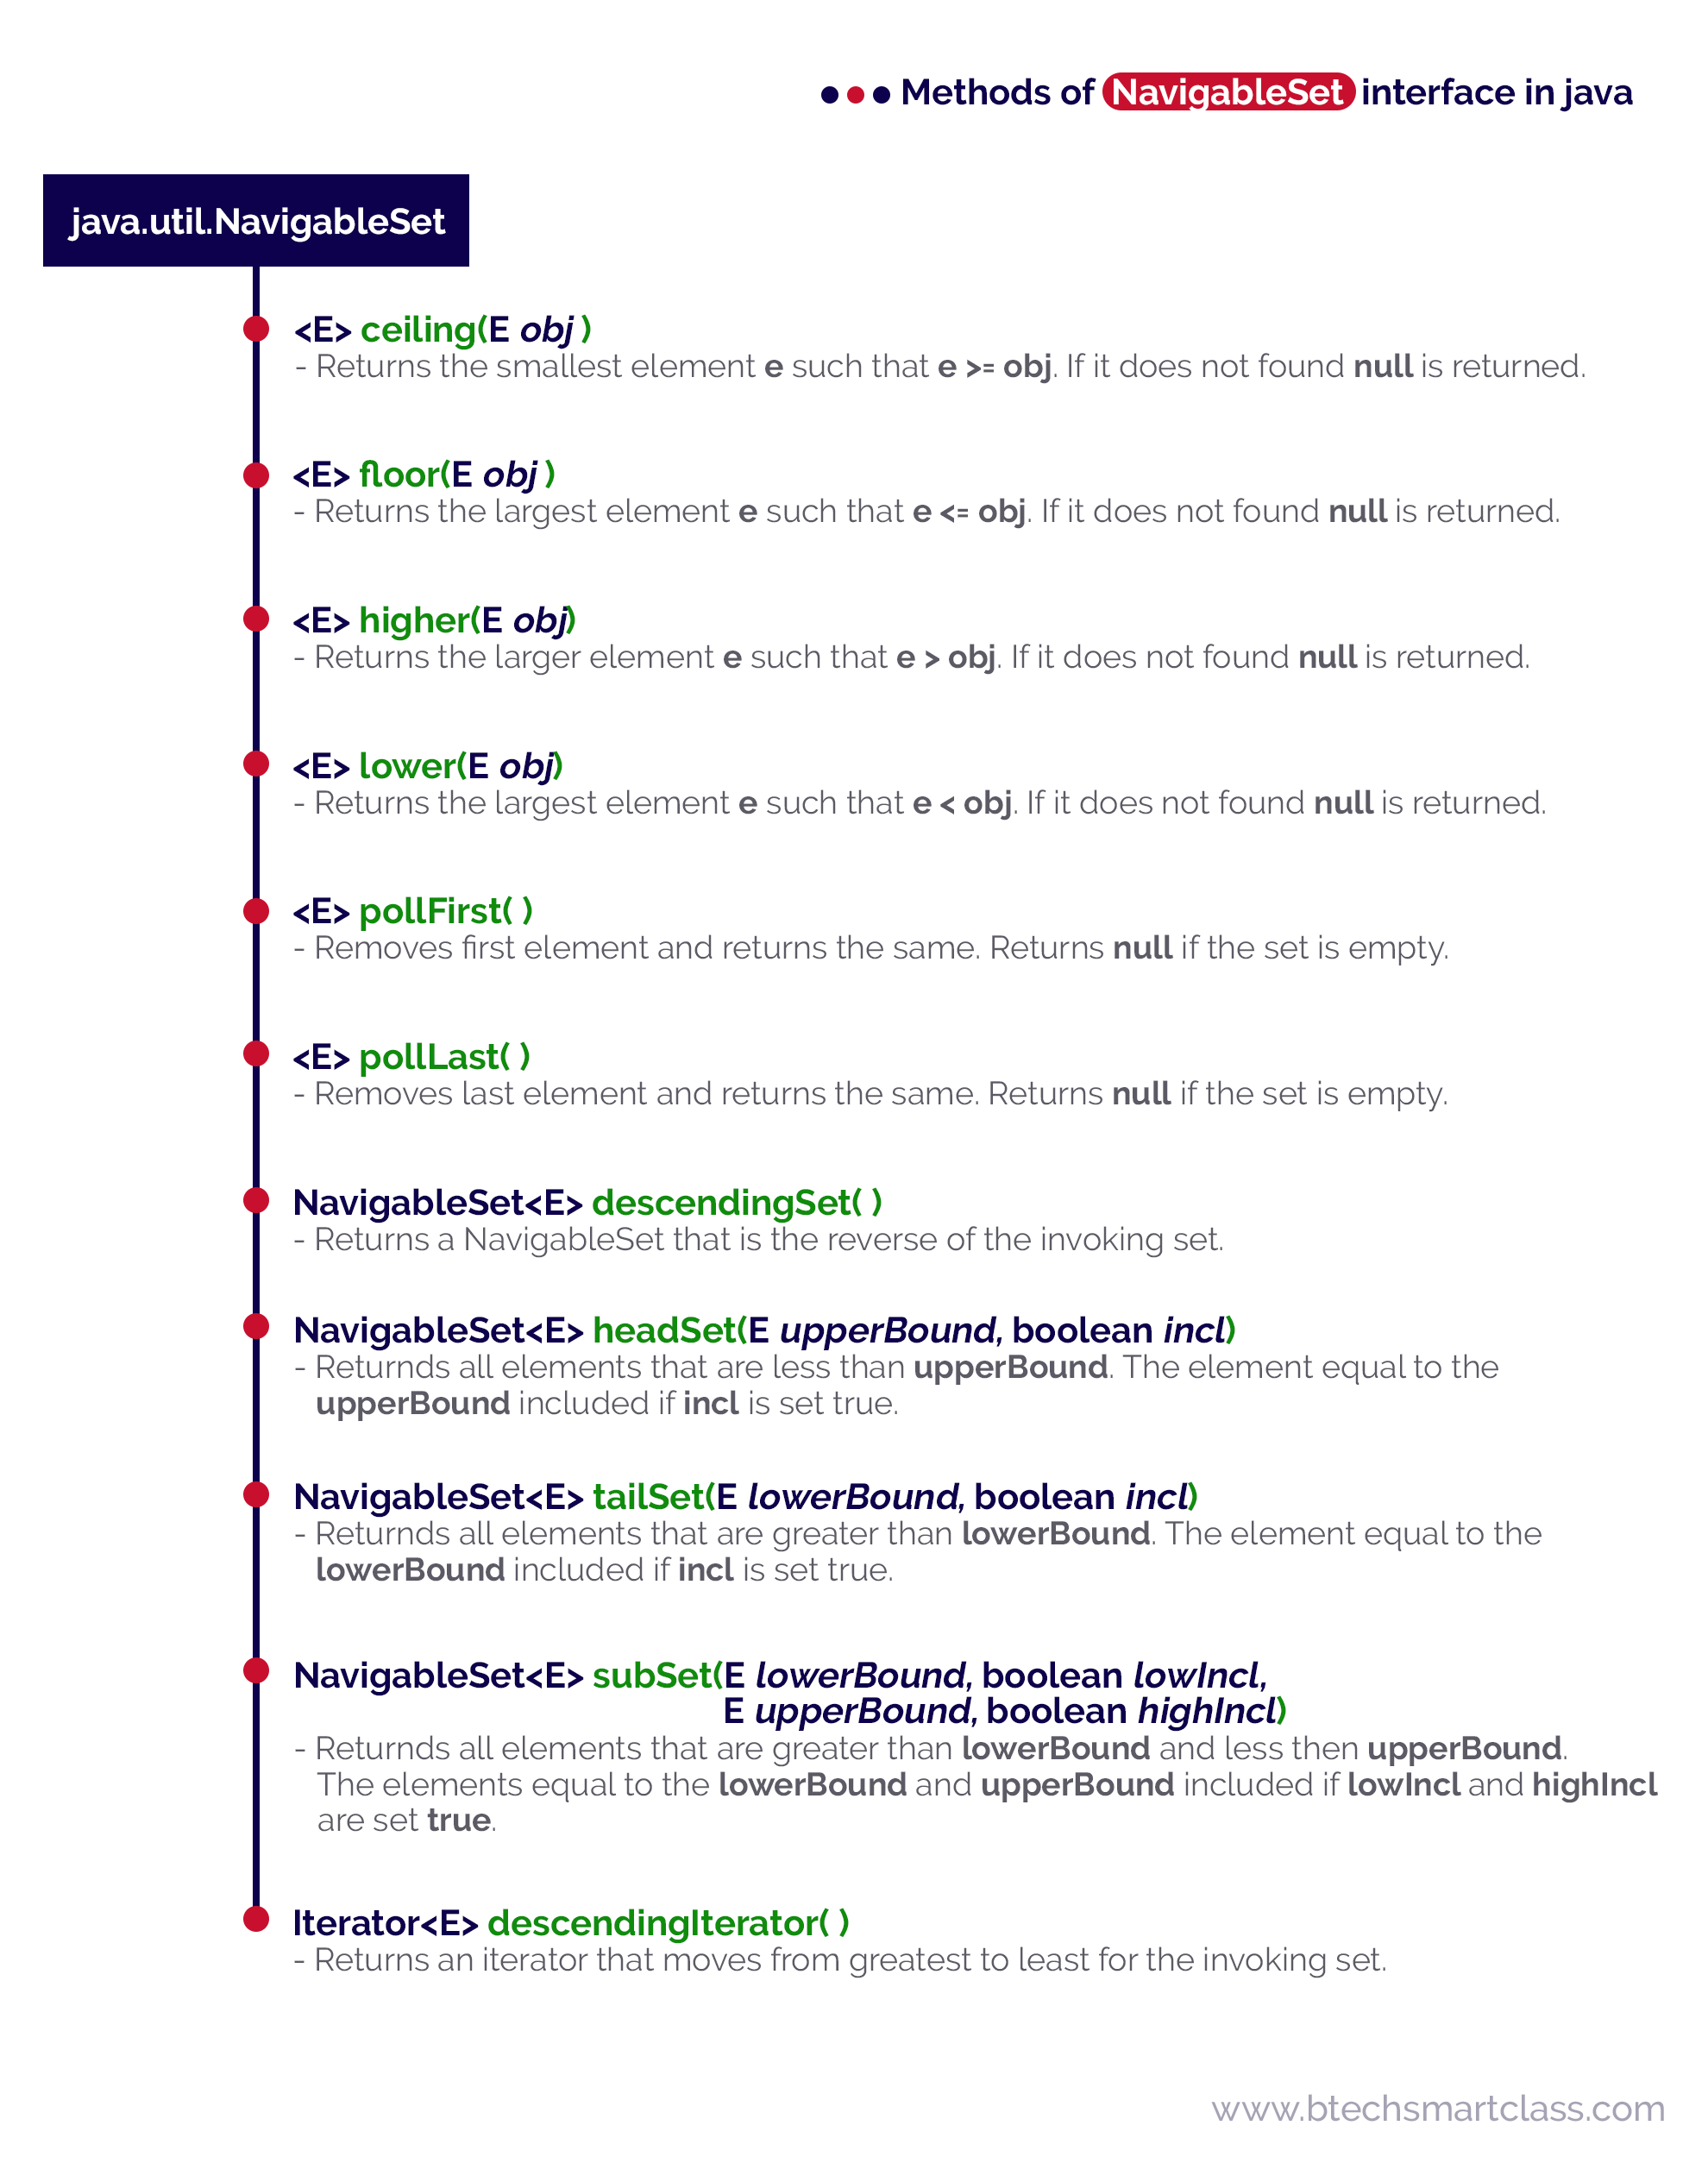 Methods of NavigableSet interface in java
java.util.NavigableSet
<E> ceiling(E obj )
- Returns the smallest element e such that e >= obj. If it does not found null is returned.
<E> floor(E obj )
- Returns the largest element e such that e <= obj. If it does not found null is returned.
<E> higher(E obj)
- Returns the larger element e such that e > obj. If it does not found null is returned.
<E> lower(E obj)
- Returns the largest element e such that e < obj. If it does not found null is returned.
<E> pollFirst( )
- Removes first element and returns the same. Returns null if the set is empty.
<E> pollLast( )
- Removes last element and returns the same. Returns null if the set is empty.
NavigableSet<E> descendingSet( )
- Returns a NavigableSet that is the reverse of the invoking set.
NavigableSet<E> headSet(E upperBound, boolean incl)
- Returnds all elements that are less than upperBound. The element equal to the
upperBound included if incl is set true.
NavigableSet<E> tailSet(E lowerBound, boolean incl)
- Returnds all elements that are greater than lowerBound. The element equal to the
lowerBound included if incl is set true.
NavigableSet<E> subSet(E lowerBound, boolean lowIncl,
E upperBound, boolean highIncl)
- Returnds all elements that are greater than lowerBound and less then upperBound.
The elements equal to the lowerBound and upperBound included if lowIncl and highIncl
are set true.
Iterator<E> descendingIterator( )
- Returns an iterator that moves from greatest to least for the invoking set.
www.btechsmartclass.com